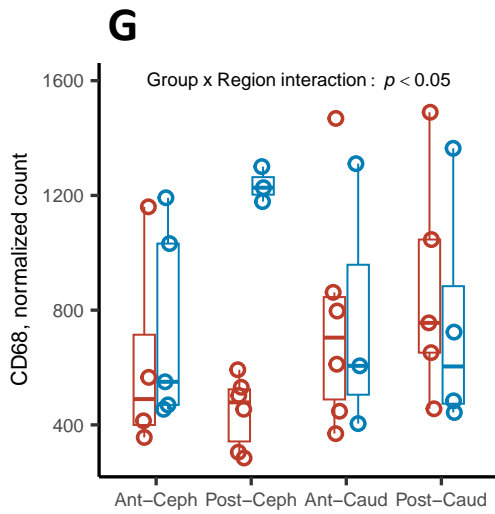 G
Group x Region interaction : p < 0.05
CD68, normalized count
1600
1200
800
400
Ant−Ceph Post−Ceph Ant−Caud Post−Caud